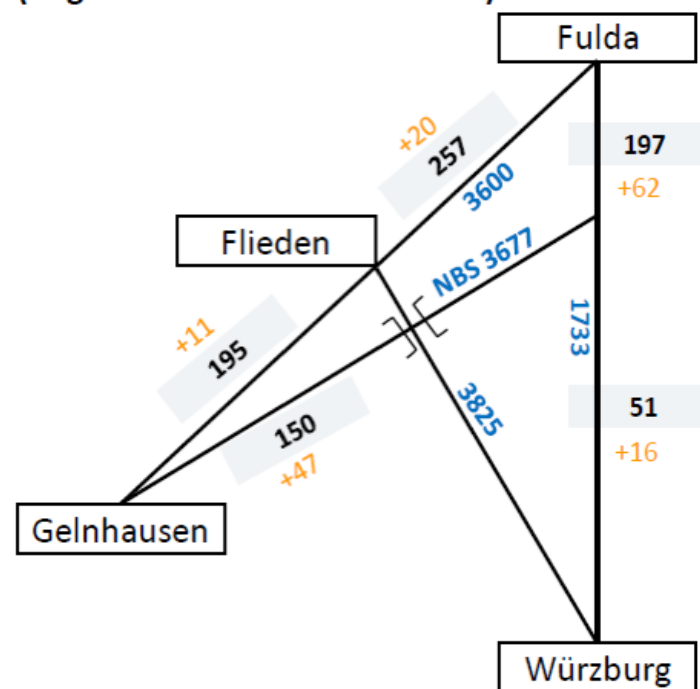 Fulda
+20
257
3600
197
+62
Flieden
NBS 3677
+11
195
1733
3825
150
+47
51
+16
Gelnhausen
Würzburg